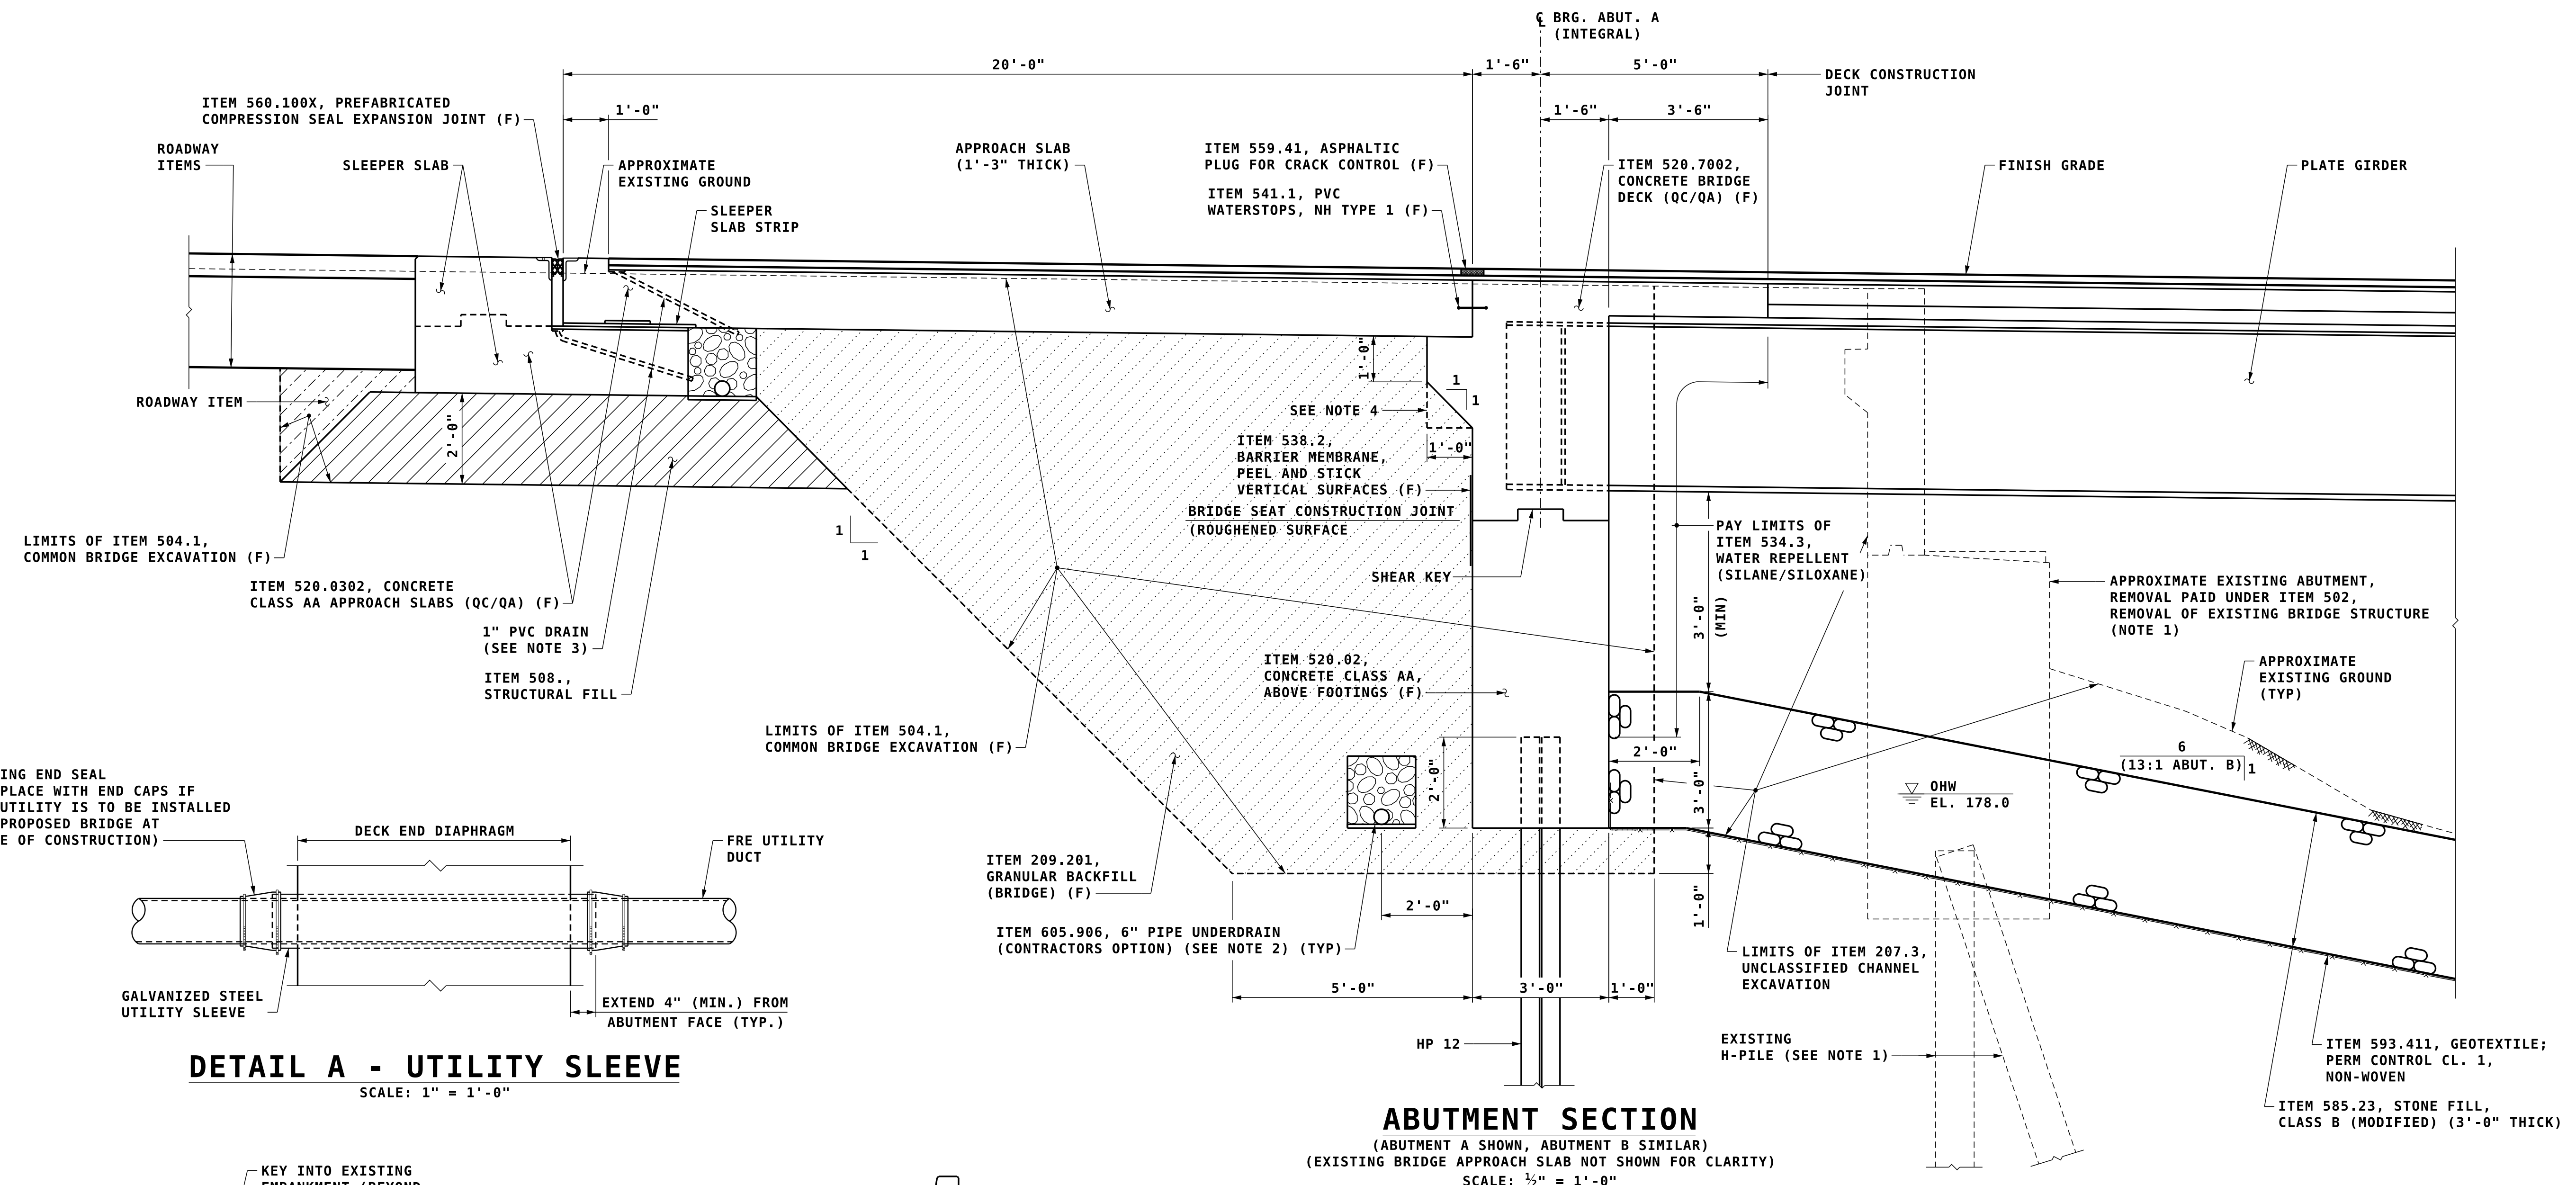 ℄ BRG. ABUT. A
(INTEGRAL)
20'-0"
1'-6"
5'-0"
DECK CONSTRUCTION
JOINT
ITEM 560.100X, PREFABRICATED
COMPRESSION SEAL EXPANSION JOINT (F)
1'-0"
1'-6"
3'-6"
ROADWAY
ITEMS
SLEEPER SLAB
APPROXIMATE
EXISTING GROUND
SLEEPER
SLAB STRIP
APPROACH SLAB
(1'-3" THICK)
ITEM 559.41, ASPHALTIC
PLUG FOR CRACK CONTROL (F)
ITEM 541.1, PVC
WATERSTOPS, NH TYPE 1 (F)
ITEM 520.7002,
CONCRETE BRIDGE
DECK (QC/QA) (F)
FINISH GRADE
PLATE GIRDER
1'-0"
1
1
SEE NOTE 4
1'-0"
ROADWAY ITEM
2'-0"
ITEM 538.2,
BARRIER MEMBRANE,
PEEL AND STICK
VERTICAL SURFACES (F)
BRIDGE SEAT CONSTRUCTION JOINT
(ROUGHENED SURFACE
SHEAR KEY
1
1
LIMITS OF ITEM 504.1,
COMMON BRIDGE EXCAVATION (F)
ITEM 520.0302, CONCRETE
CLASS AA APPROACH SLABS (QC/QA) (F)
1" PVC DRAIN
(SEE NOTE 3)
ITEM 508.,
STRUCTURAL FILL
PAY LIMITS OF
ITEM 534.3,
WATER REPELLENT
(SILANE/SILOXANE)
3'-0"
(MIN)
APPROXIMATE EXISTING ABUTMENT,
REMOVAL PAID UNDER ITEM 502,
REMOVAL OF EXISTING BRIDGE STRUCTURE
(NOTE 1)
APPROXIMATE
EXISTING GROUND
(TYP)
ITEM 520.02,
CONCRETE CLASS AA,
ABOVE FOOTINGS (F)
LIMITS OF ITEM 504.1,
COMMON BRIDGE EXCAVATION (F)
2'-0"
2'-0"
3'-0"
6
(13:1 ABUT. B)
1
OHW
EL. 178.0
ING END SEAL
PLACE WITH END CAPS IF
UTILITY IS TO BE INSTALLED
PROPOSED BRIDGE AT
E OF CONSTRUCTION)
DECK END DIAPHRAGM
FRE UTILITY
DUCT
GALVANIZED STEEL
UTILITY SLEEVE
EXTEND 4" (MIN.) FROM
ABUTMENT FACE (TYP.)
DETAIL A - UTILITY SLEEVE
SCALE: 1" = 1'-0"
ITEM 209.201,
GRANULAR BACKFILL
(BRIDGE) (F)
ITEM 605.906, 6" PIPE UNDERDRAIN
(CONTRACTORS OPTION) (SEE NOTE 2) (TYP)
2'-0"
1'-0"
5'-0"
3'-0"
1'-0"
LIMITS OF ITEM 207.3,
UNCLASSIFIED CHANNEL
EXCAVATION
HP 12
EXISTING
H-PILE (SEE NOTE 1)
ITEM 593.411, GEOTEXTILE;
PERM CONTROL CL. 1,
NON-WOVEN
ITEM 585.23, STONE FILL,
CLASS B (MODIFIED) (3'-0" THICK)
ABUTMENT SECTION
(ABUTMENT A SHOWN, ABUTMENT B SIMILAR)
(EXISTING BRIDGE APPROACH SLAB NOT SHOWN FOR CLARITY)
SCALE: ½" = 1'-0"
KEY INTO EXISTING
EMBANKMENT (BEYOND